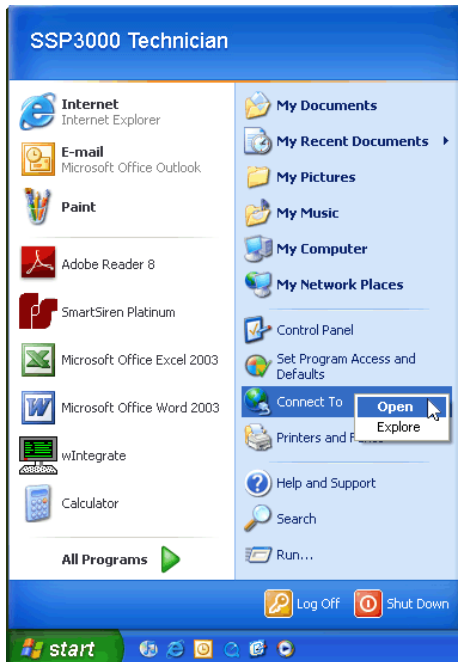 SSP3000 Technician
Internet
Internet Explorer
E-mail
Microsoft Office Outlook
Paint
Adobe Reader 8
SmartSiren Platinum
Microsoft Office Excel 2003
Microsoft Office Word 2003
wIntegrate
Calculator
All Programs
My Documents
My Recent Documents
My Pictures
My Music
My Computer
My Network Places
Control Panel
Set Program Access and
Defaults
Connect To
Open
Explore
Printers and
Help and Support
Search
Run...
Log Off
Shut Down
start